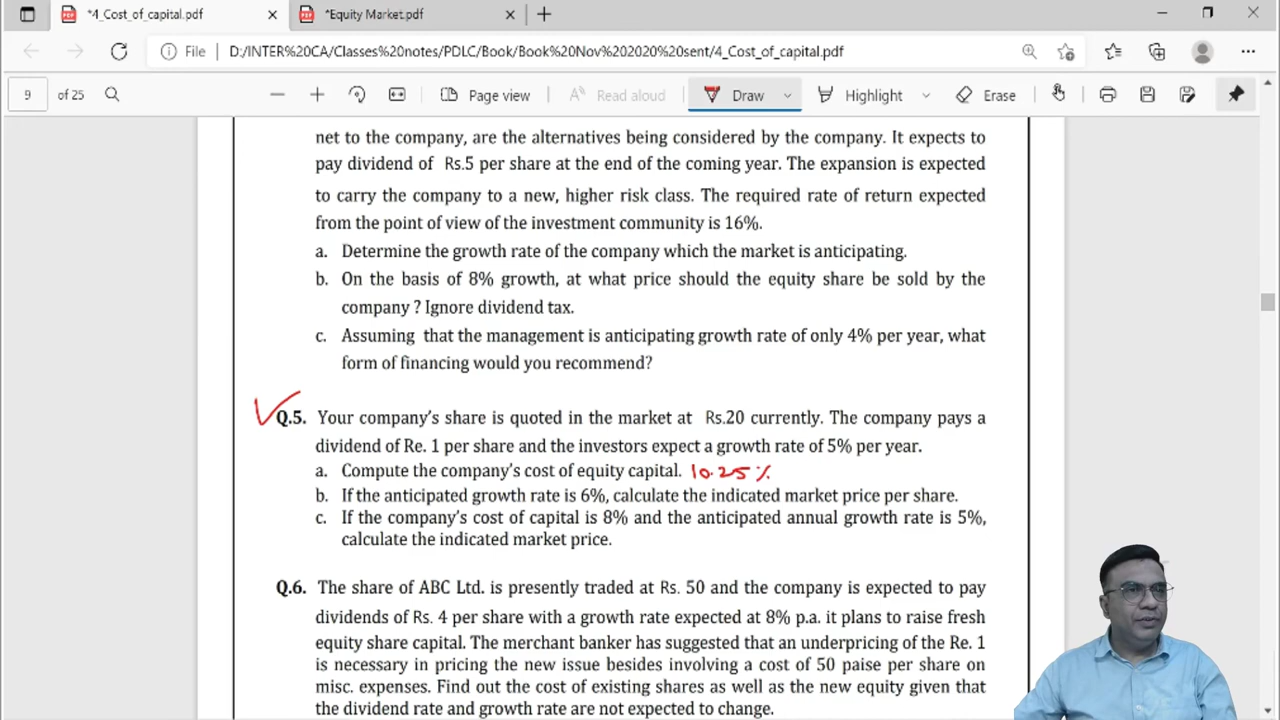 *4_Cost_of_capital.pdf
*Equity Market.pdf
File D:/INTER%20CA/Classes%20notes/PDLC/Book/Book%20Nov%202020%20sent/4_Cost_of_capital.pdf
9 of 25 Page view Read aloud Draw Highlight Erase
net to the company, are the alternatives being considered by the company. It expects to
pay dividend of Rs.5 per share at the end of the coming year. The expansion is expected
to carry the company to a new, higher risk class. The required rate of return expected
from the point of view of the investment community is 16%.
a. Determine the growth rate of the company which the market is anticipating.
b. On the basis of 8% growth, at what price should the equity share be sold by the
company ? Ignore dividend tax.
c. Assuming that the management is anticipating growth rate of only 4% per year, what
form of financing would you recommend?
Q.5. Your company's share is quoted in the market at Rs.20 currently. The company pays a
dividend of Re. 1 per share and the investors expect a growth rate of 5% per year.
a. Compute the company's cost of equity capital. 10.25%
b. If the anticipated growth rate is 6%, calculate the indicated market price per share.
c. If the company's cost of capital is 8% and the anticipated annual growth rate is 5%,
calculate the indicated market price.
Q.6. The share of ABC Ltd. is presently traded at Rs. 50 and the company is expected to pay
dividends of Rs. 4 per share with a growth rate expected at 8% p.a. it plans to raise fresh
equity share capital. The merchant banker has suggested that an underpricing of the Re. 1
is necessary in pricing the new issue besides involving a cost of 50 paise per share on
misc. expenses. Find out the cost of existing shares as well as the new equity given that
the dividend rate and growth rate are not expected to change.